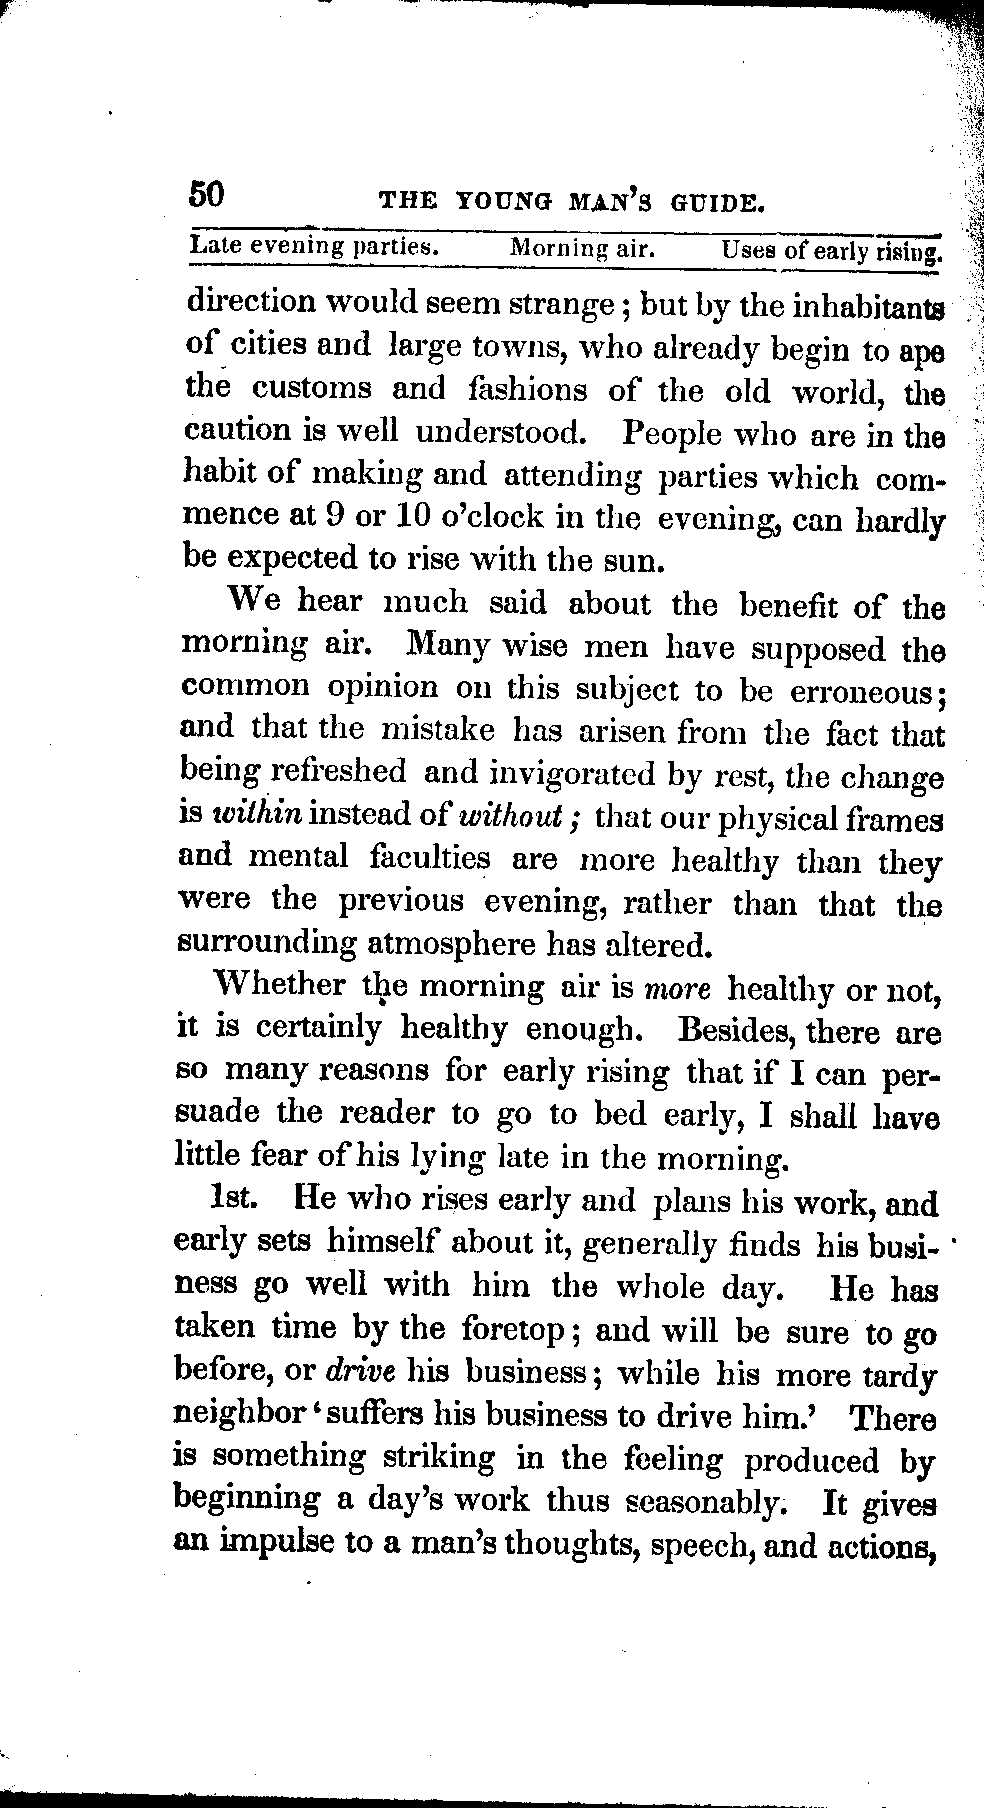 50 THE YOUNG MAN'S GUIDE.
Late evening parties. Morning air. Uses of early rising.
direction would seem strange; but by the inhabitants
of cities and large towns, who already begin to ape
the customs and fashions of the old world, the
caution is well understood. People who are in the
habit of making and attending parties which com-
mence at 9 or 10 o'clock in the evening, can hardly
be expected to rise with the sun.
We hear much said about the benefit of the
morning air. Many wise men have supposed the
common opinion on this subject to be erroneous;
and that the mistake has arisen from the fact that
being refreshed and invigorated by rest, the change
is within instead of without; that our physical frames
and mental faculties are more healthy than they
were the previous evening, rather than that the
surrounding atmosphere has altered.
Whether the morning air is more healthy or not,
it is certainly healthy enough. Besides, there are
so many reasons for early rising that if I can per-
suade the reader to go to bed early, I shall have
little fear of his lying late in the morning.
1st. He who rises early and plans his work, and
early sets himself about it, generally finds his busi-
ness go well with him the whole day. He has
taken time by the foretop; and will be sure to go
before, or drive his business; while his more tardy
neighbor 'suffers his business to drive him.' There
is something striking in the feeling produced by
beginning a day's work thus seasonably. It gives
an impulse to a man's thoughts, speech, and actions,